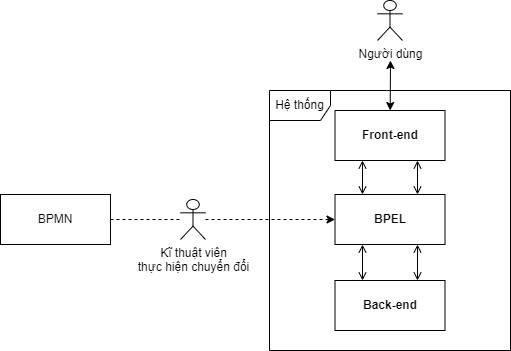 Người dùng
Hệ thống
Front-end
BPMN
BPEL
Kĩ thuật viên
thực hiện chuyển đổi
Back-end